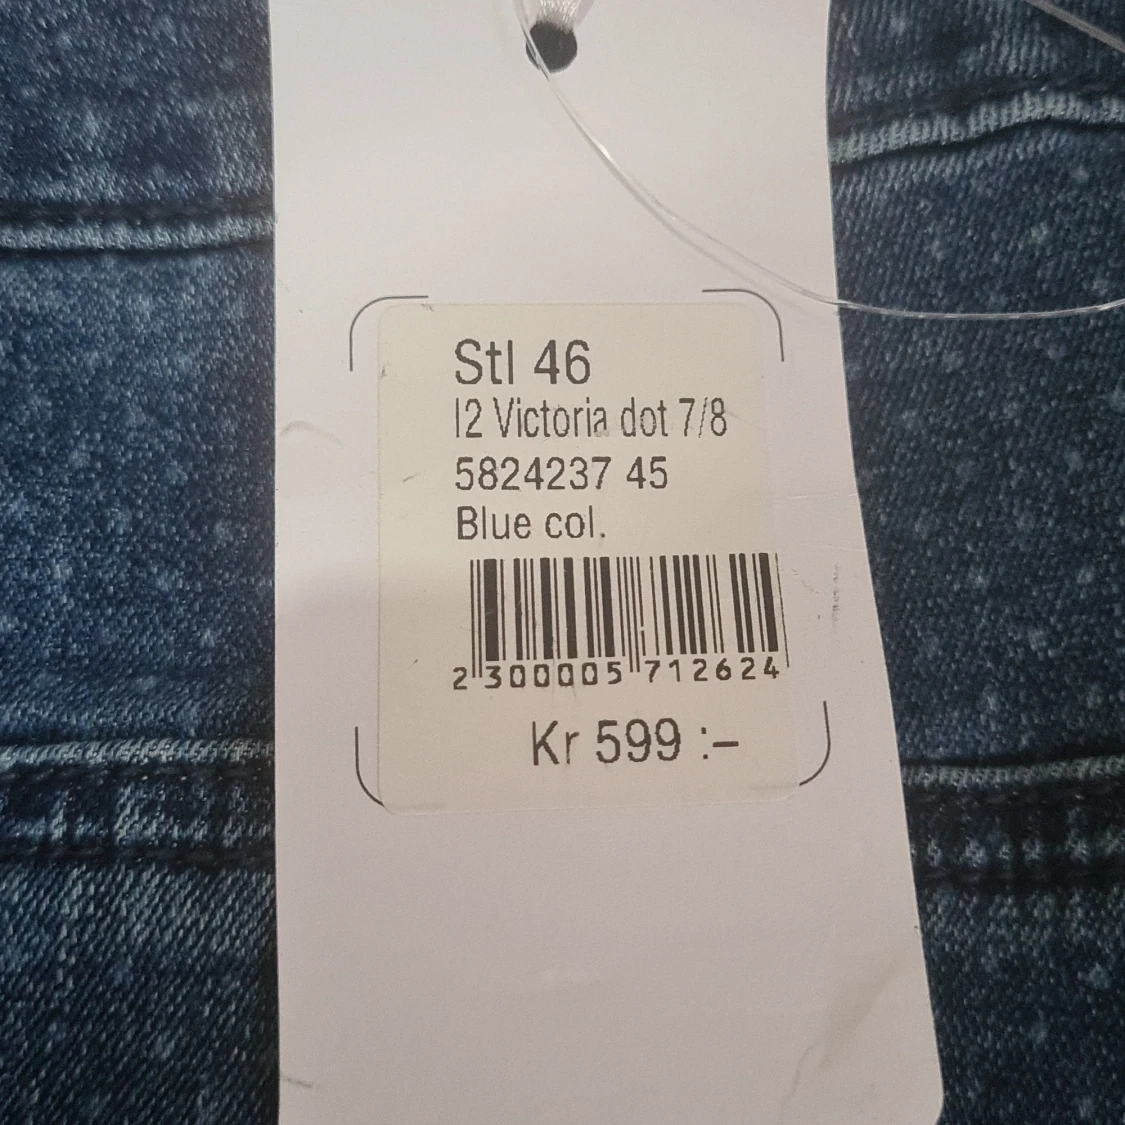 Stl 46
I2 Victoria dot 7/8
5824237 45
Blue col.
2 300005 712624
Kr 599 :-